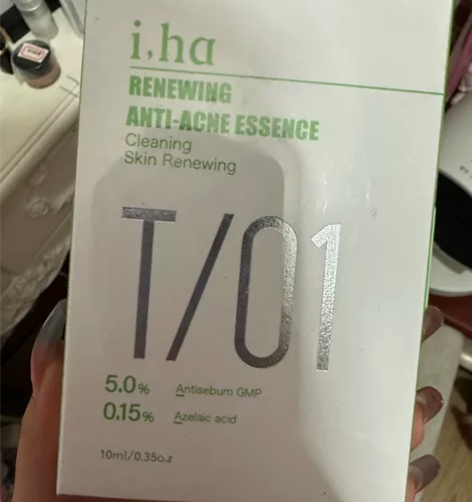 i,ha
RENEWING
ANTI-ACNE ESSENCE
Cleaning
Skin Renewing
T/01
5.0% Antisebum GMP
0.15% Azelaic acid
10ml/0.35o.z